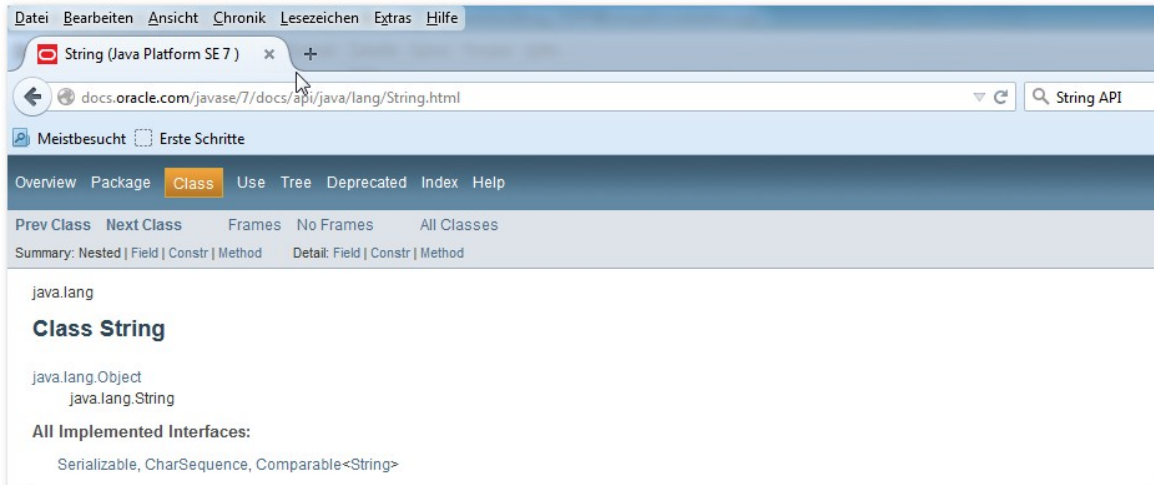 Datei Bearbeiten Ansicht Chronik Lesezeichen Extras Hilfe
String (Java Platform SE 7 )
docs.oracle.com/javase/7/docs/api/java/lang/String.html
String API
Meistbesucht Erste Schritte
Overview Package Class Use Tree Deprecated Index Help
Prev Class Next Class Frames No Frames All Classes
Summary: Nested | Field | Constr | Method Detail: Field | Constr | Method
java.lang
Class String
java.lang.Object
java.lang.String
All Implemented Interfaces:
Serializable, CharSequence, Comparable<String>